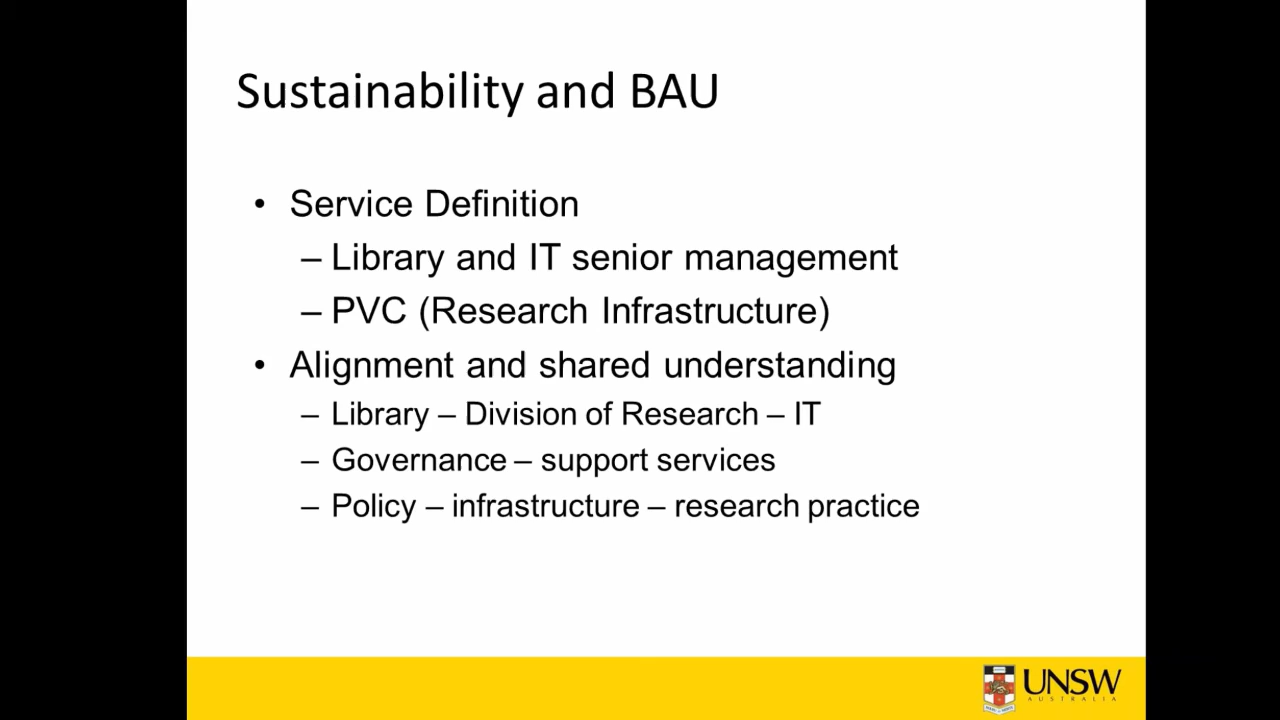 Sustainability and BAU
• Service Definition
– Library and IT senior management
– PVC (Research Infrastructure)
• Alignment and shared understanding
– Library – Division of Research – IT
– Governance – support services
– Policy – infrastructure – research practice
UNSW
AUSTRALIA